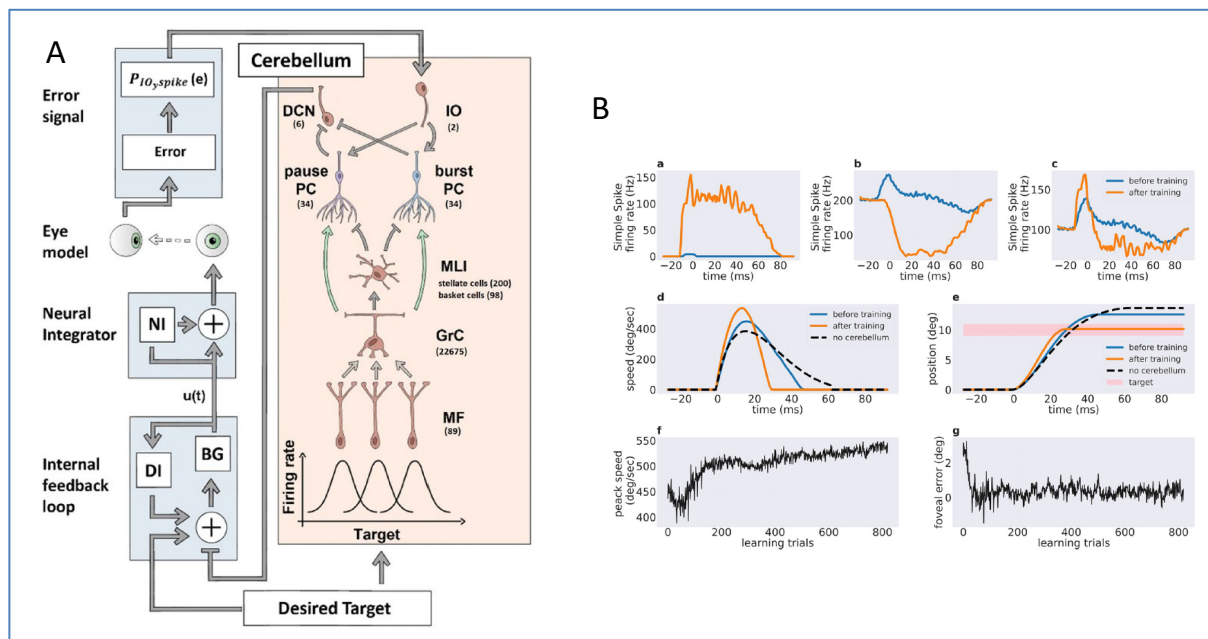 A
Cerebellum
P_IO_yspike (e)
Error
signal
Error
DCN
(6)
IO
(2)
pause
PC
(34)
burst
PC
(34)
Eye
model
MLI
stellate cells (200)
basket cells (98)
Neural
Integrator
NI
+
GrC
(22675)
u(t)
MF
(89)
Internal
feedback
loop
DI
BG
+
Firing rate
Target
Desired Target
B
a
Simple Spike
firing rate (Hz)
150
125
100
75
50
25
0
−20 0 20 40 60 80
time (ms)
b
Simple Spike
firing rate (Hz)
200
100
−20 0 20 40 60 80
time (ms)
c
Simple Spike
firing rate (Hz)
150
100
before training
after training
−20 0 20 40 60 80
time (ms)
d
speed (deg/sec)
400
200
0
before training
after training
no cerebellum
−20 0 20 40 60 80
time (ms)
e
position (deg)
10
5
0
before training
after training
no cerebellum
target
−20 0 20 40 60 80
time (ms)
f
peack speed
(deg/sec)
550
500
450
400
0 200 400 600 800
learning trials
g
foveal error (deg)
2
0
0 200 400 600 800
learning trials